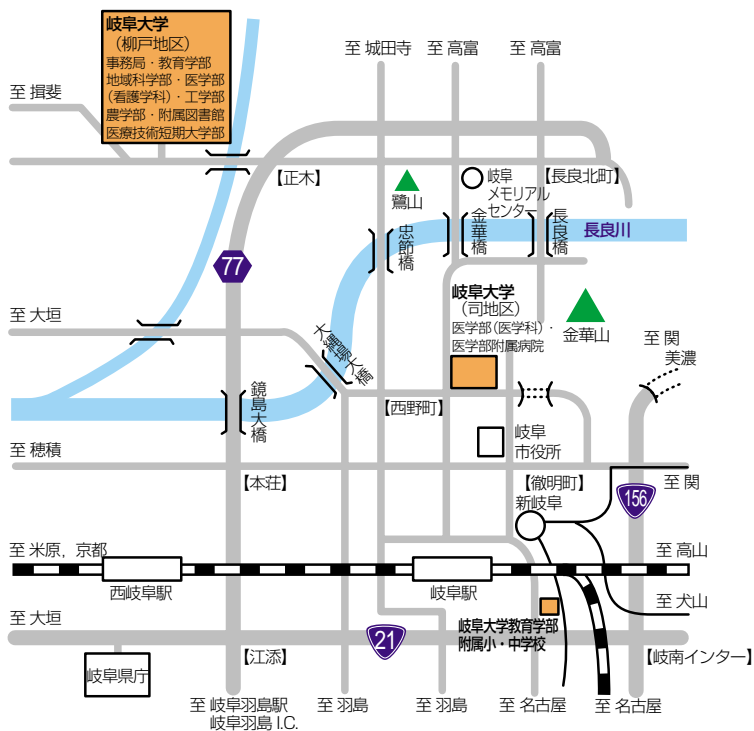 岐阜大学
（柳戸地区）
事務局・教育学部
地域科学部・医学部
(看護学科)・工学部
農学部・附属図書館
医療技術短期大学部
至 城田寺
至 高富
至 高富
至 揖斐
【正木】
鷺山
岐阜
メモリアル
センター
【長良北町】
忠節橋
金華橋
長良橋
長良川
77
岐阜大学
（司地区）
医学部（医学科）・
医学部附属病院
金華山
至 大垣
大縄場大橋
至 関
美濃
鏡島大橋
【西野町】
岐阜
市役所
至 穂積
【本荘】
【徹明町】
新岐阜
至 関
156
至 米原，京都
至 高山
西岐阜駅
岐阜駅
至 犬山
至 大垣
岐阜大学教育学部
附属小・中学校
21
岐阜県庁
【江添】
【岐南インター】
至 岐阜羽島駅
岐阜羽島 I.C.
至 羽島
至 羽島
至 名古屋
至 名古屋